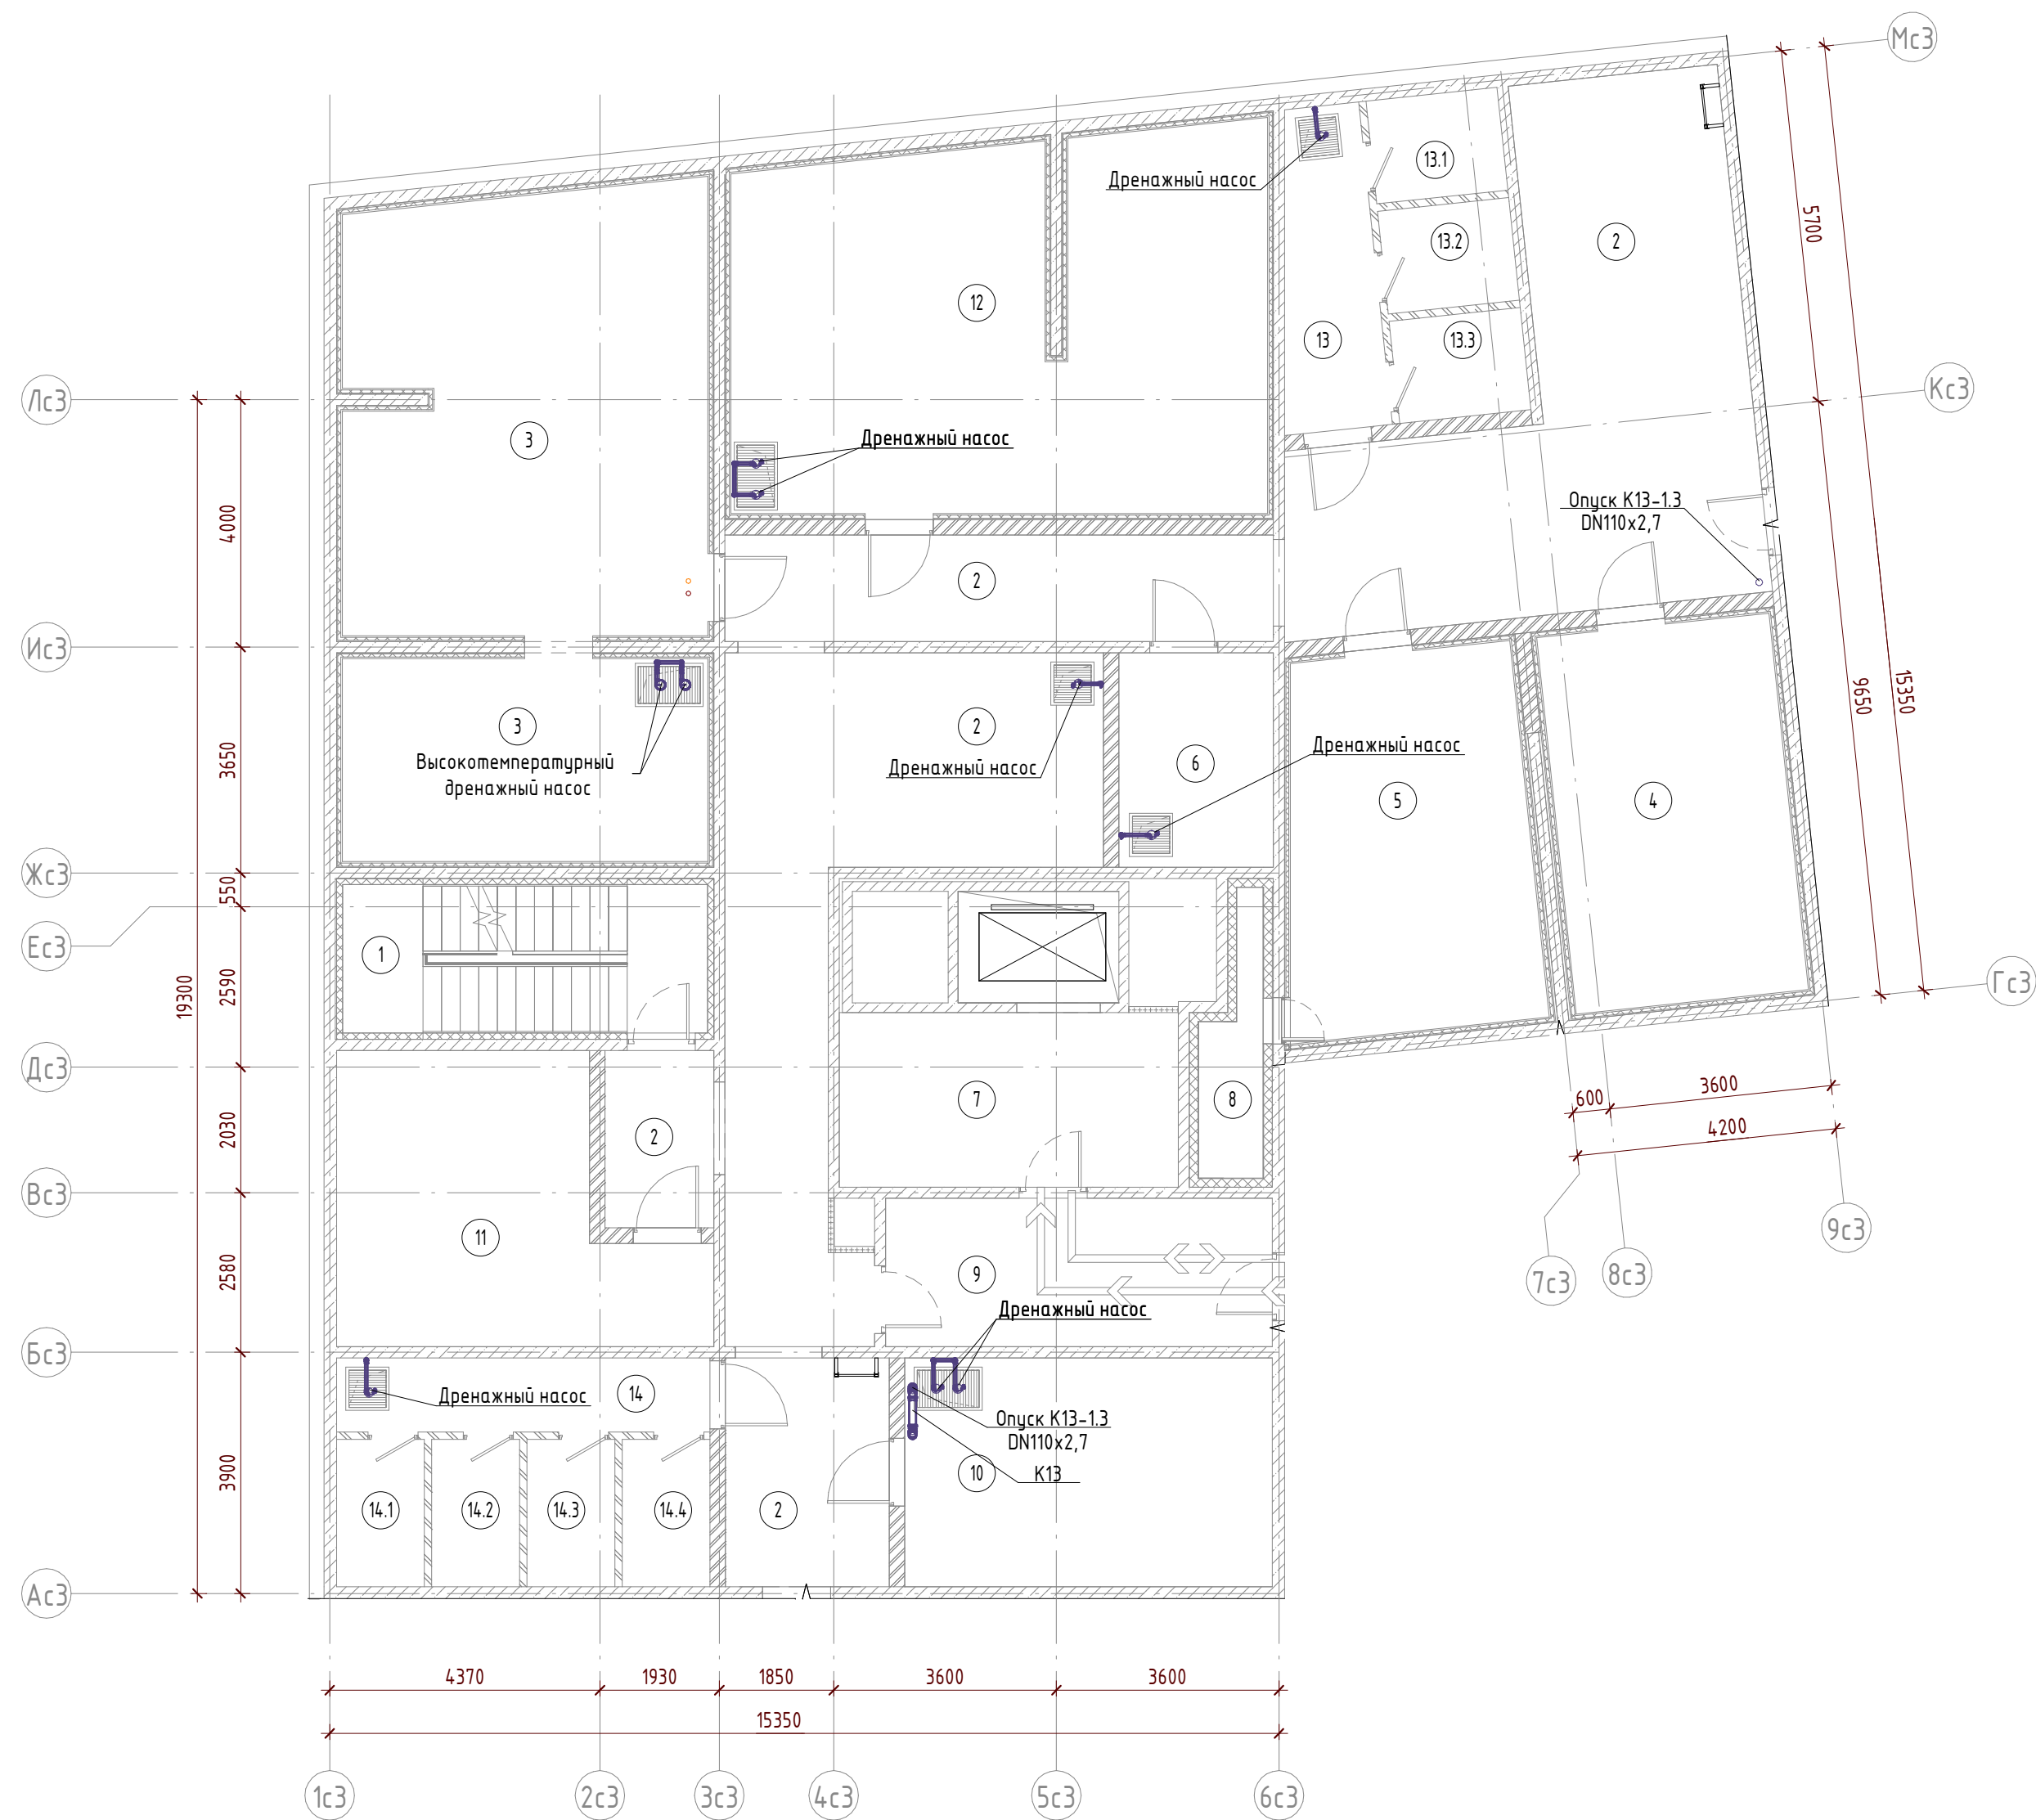 Мс3
13.1
Дренажный насос
13.2
2
5700
12
13
13.3
Кс3
Лс3
3
Дренажный насос
Опуск К13-1.3
DN110x2,7
4000
2
Ис3
9650
15350
3
2
Высокотемпературный
дренажный насос
3650
Дренажный насос
6
Дренажный насос
5
4
Жс3
550
Ес3
1
2590
19300
Гс3
Дс3
7
8
600
3600
4200
2030
2
Вс3
11
9с3
7с3
8с3
2580
9
Дренажный насос
Бс3
14
Дренажный насос
Опуск К13-1.3
DN110x2,7
К13
10
3900
14.1
14.2
14.3
14.4
2
Ас3
4370
1930
1850
3600
3600
15350
1с3
2с3
3с3
4с3
5с3
6с3